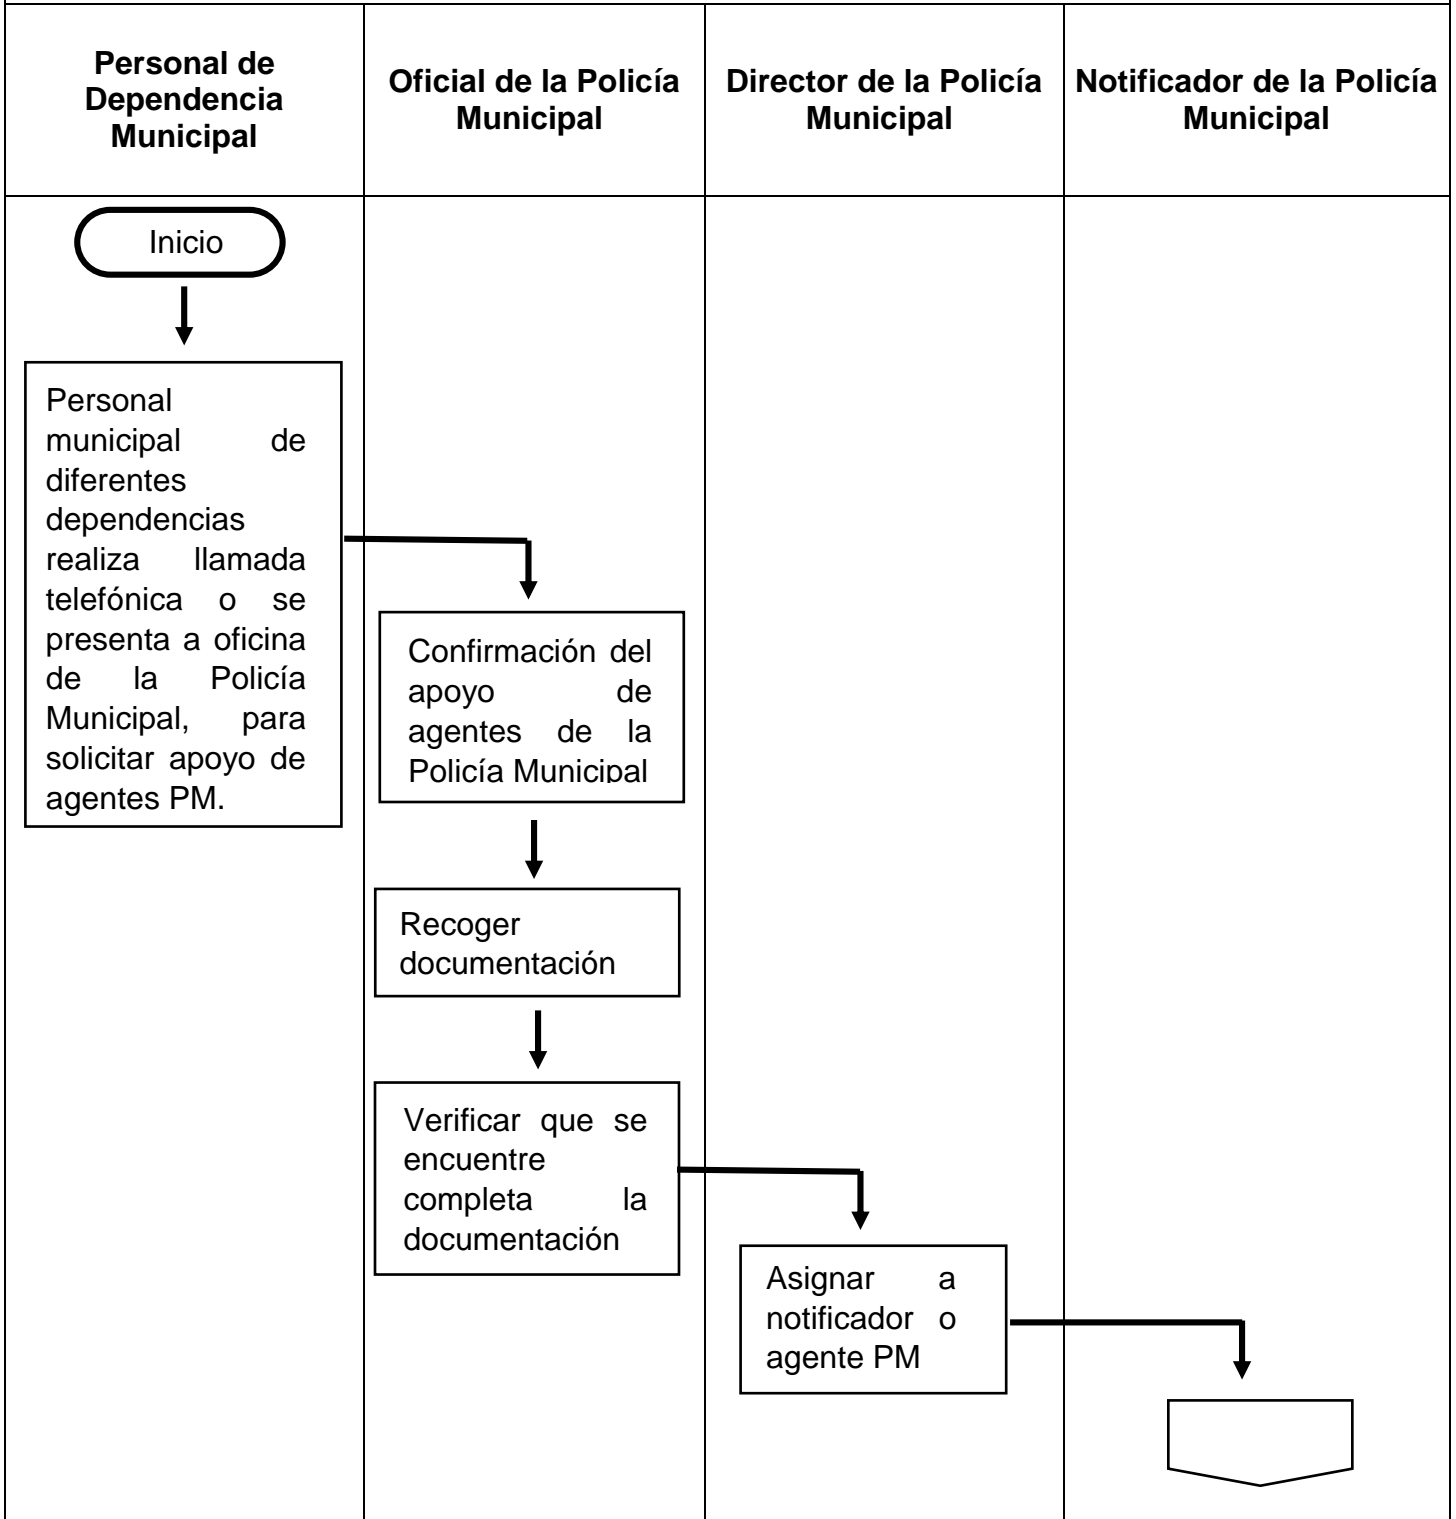 Personal de
Dependencia
Municipal
Oficial de la Policía
Municipal
Director de la Policía
Municipal
Notificador de la Policía
Municipal
Inicio
Personal
municipal de
diferentes
dependencias
realiza llamada
telefónica o se
presenta a oficina
de la Policía
Municipal, para
solicitar apoyo de
agentes PM.
Confirmación del
apoyo de
agentes de la
Policía Municipal
Recoger
documentación
Verificar que se
encuentre
completa la
documentación
Asignar a
notificador o
agente PM